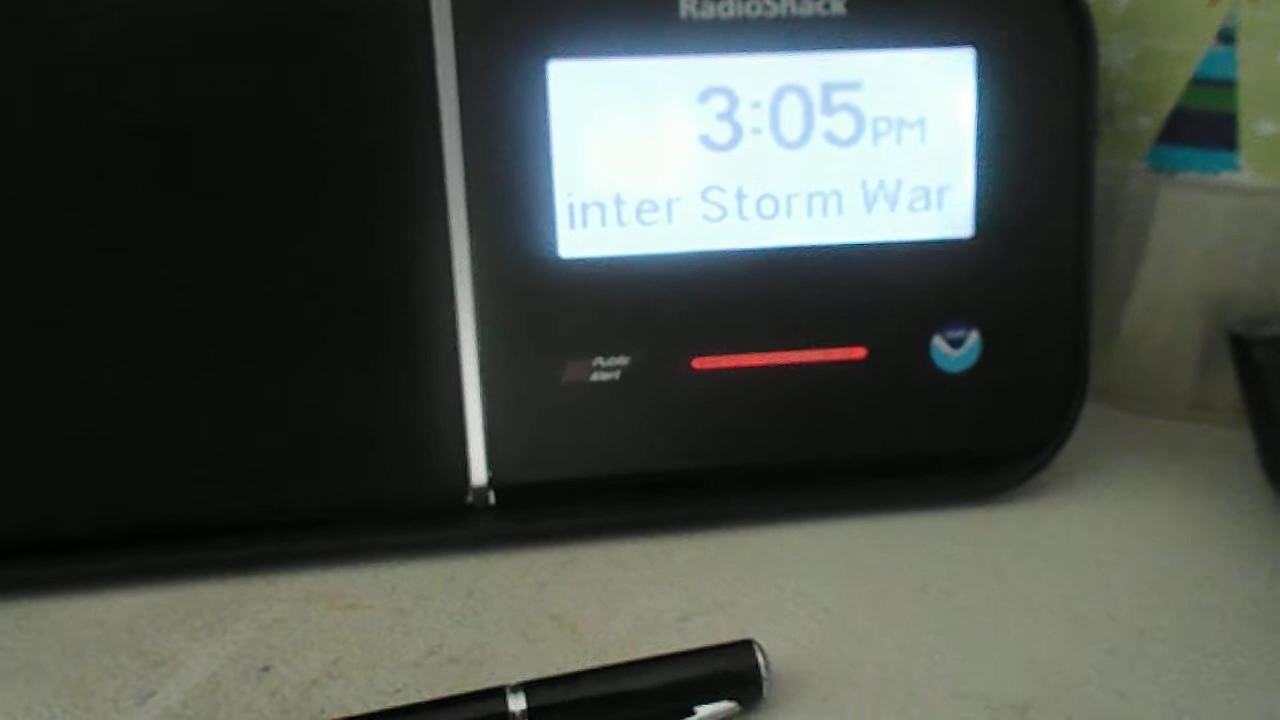 RadioShack
3:05PM
inter Storm War
Public
Alert